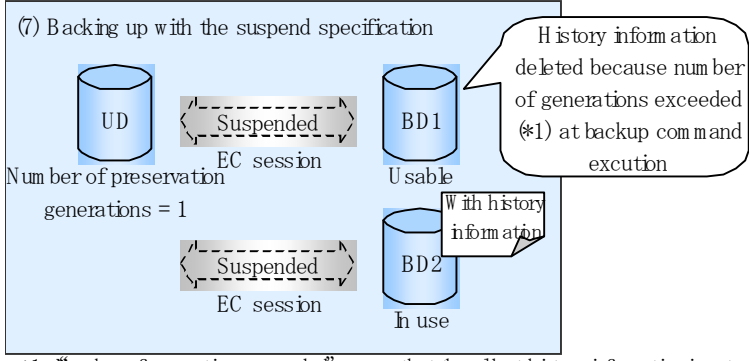 (7) Backing up with the suspend specification
History information
deleted because number
of generations exceeded
(*1) at backup command
excution
UD
Suspended
BD1
EC session
Number of preservation
generations = 1
Usable
With history
information
Suspended
BD2
EC session
In use